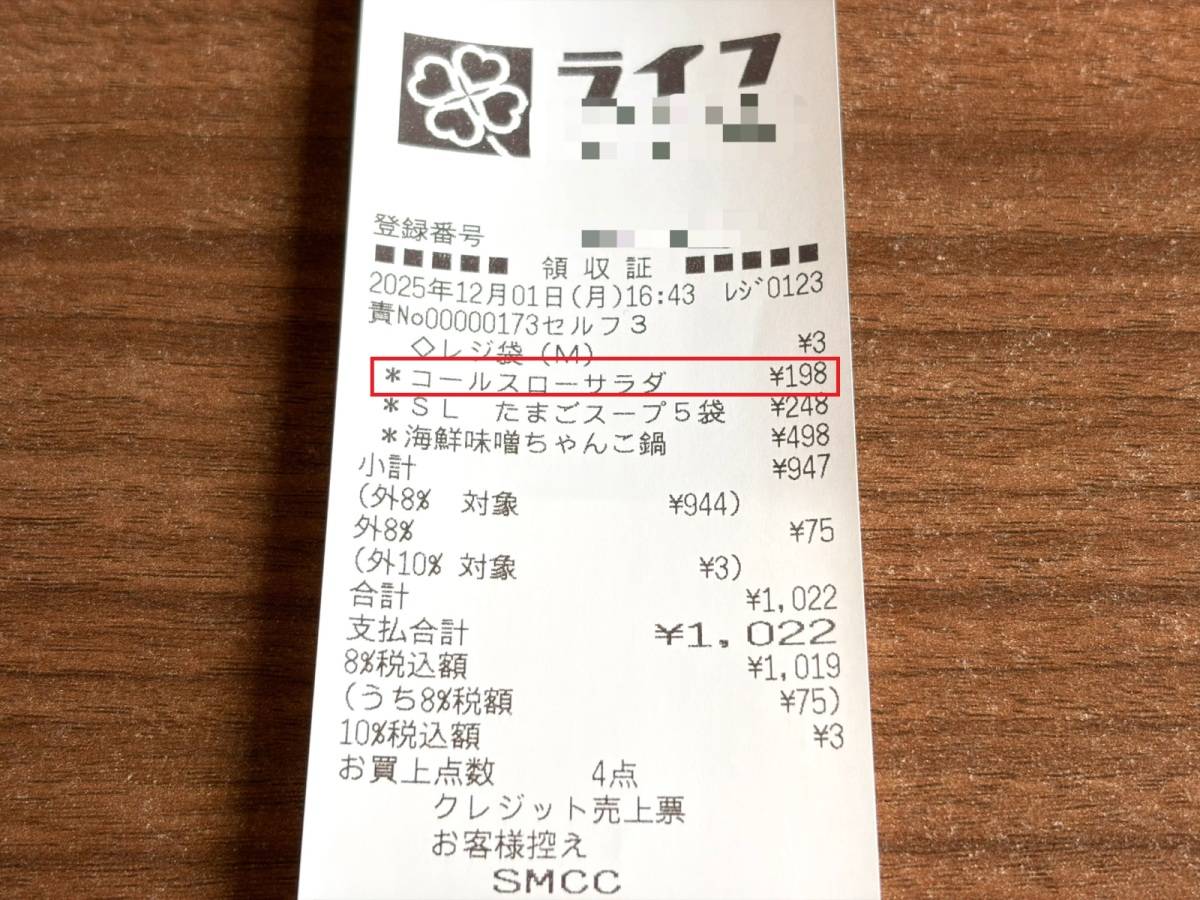 ライフ
登録番号
■■■■■ 領収証 ■■■■■
2025年12月01日(月)16:43 ﾚｼﾞ0123
責No00000173セルフ3
◇レジ袋(M) ¥3
*コールスローサラダ ¥198
*SL たまごスープ5袋 ¥248
*海鮮味噌ちゃんこ鍋 ¥498
小計 ¥947
(外8% 対象 ¥944)
外8% ¥75
(外10% 対象 ¥3)
合計 ¥1,022
支払合計 ¥1,022
8%税込額 ¥1,019
(うち8%税額 ¥75)
10%税込額 ¥3
お買上点数 4点
クレジット売上票
お客様控え
SMCC